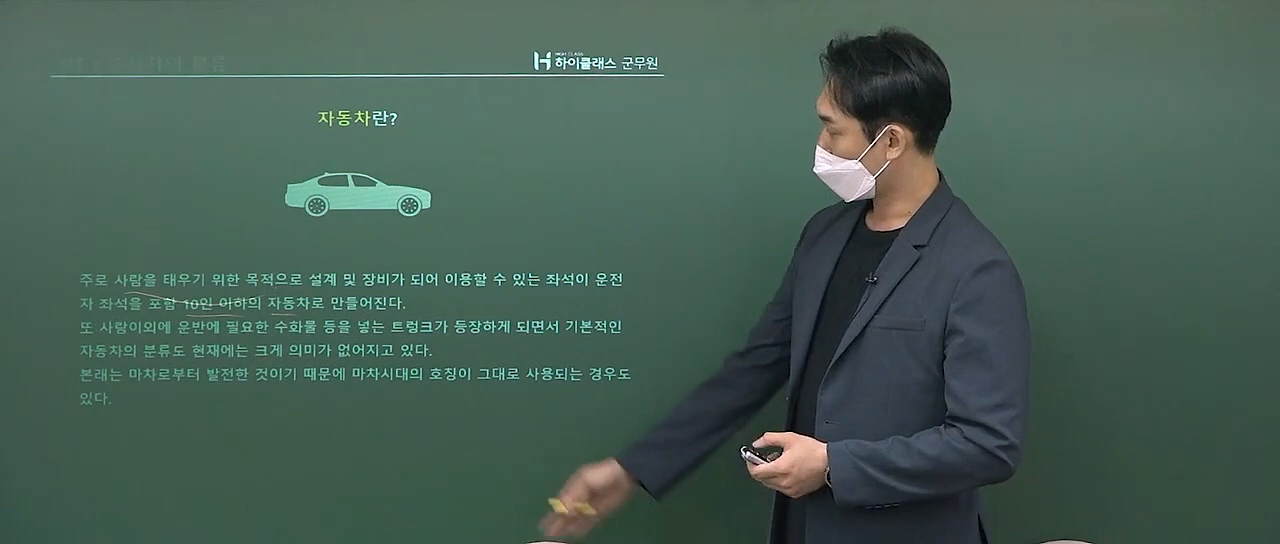 HIGH CLASS
하이클래스 군무원
자동차란?
주로 사람을 태우기 위한 목적으로 설계 및 장비가 되어 이용할 수 있는 좌석이 운전
자 좌석을 포함 10인 이하의 자동차로 만들어진다.
또 사람이외에 운반에 필요한 수화물 등을 넣는 트렁크가 등장하게 되면서 기본적인
자동차의 분류도 현재에는 크게 의미가 없어지고 있다.
본래는 마차로부터 발전한 것이기 때문에 마차시대의 호칭이 그대로 사용되는 경우도
있다.